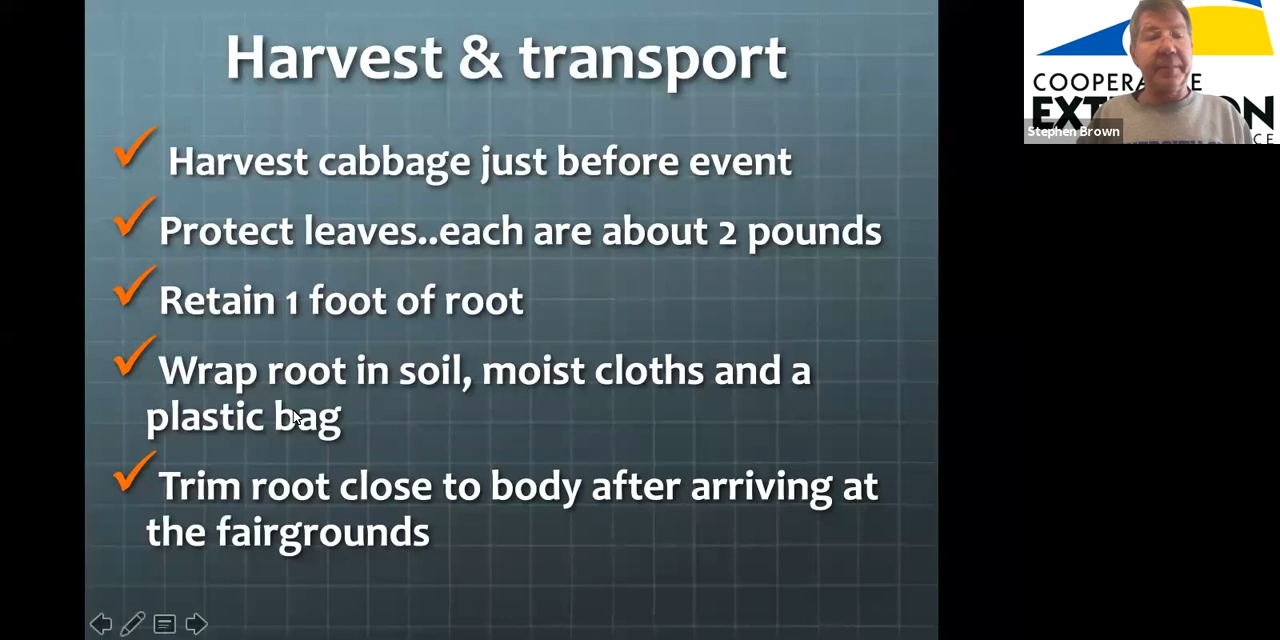 Harvest & transport
Harvest cabbage just before event
Protect leaves..each are about 2 pounds
Retain 1 foot of root
Wrap root in soil, moist cloths and a
plastic bag
Trim root close to body after arriving at
the fairgrounds
Stephen Brown